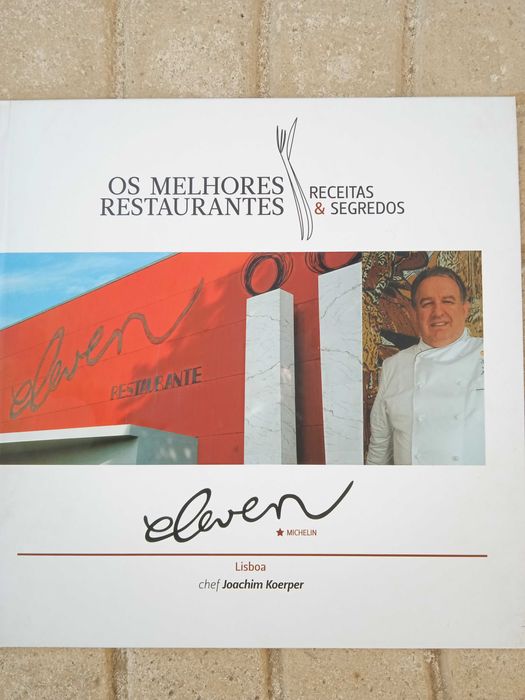 OS MELHORES
RESTAURANTES
RECEITAS
& SEGREDOS
eleven
RESTAURANTE
eleven
MICHELIN
Lisboa
chef Joachim Koerper